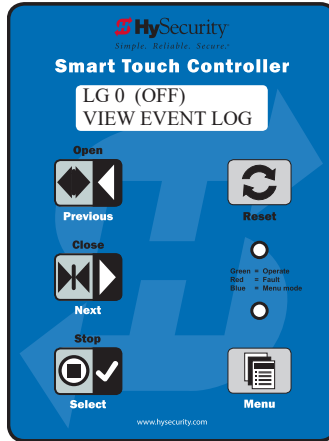 HySecurity
Simple. Reliable. Secure.
Smart Touch Controller
LG 0 (OFF)
VIEW EVENT LOG
Open
Previous
Reset
Close
Next
Green = Operate
Red = Fault
Blue = Menu mode
Stop
Select
Menu
www.hysecurity.com